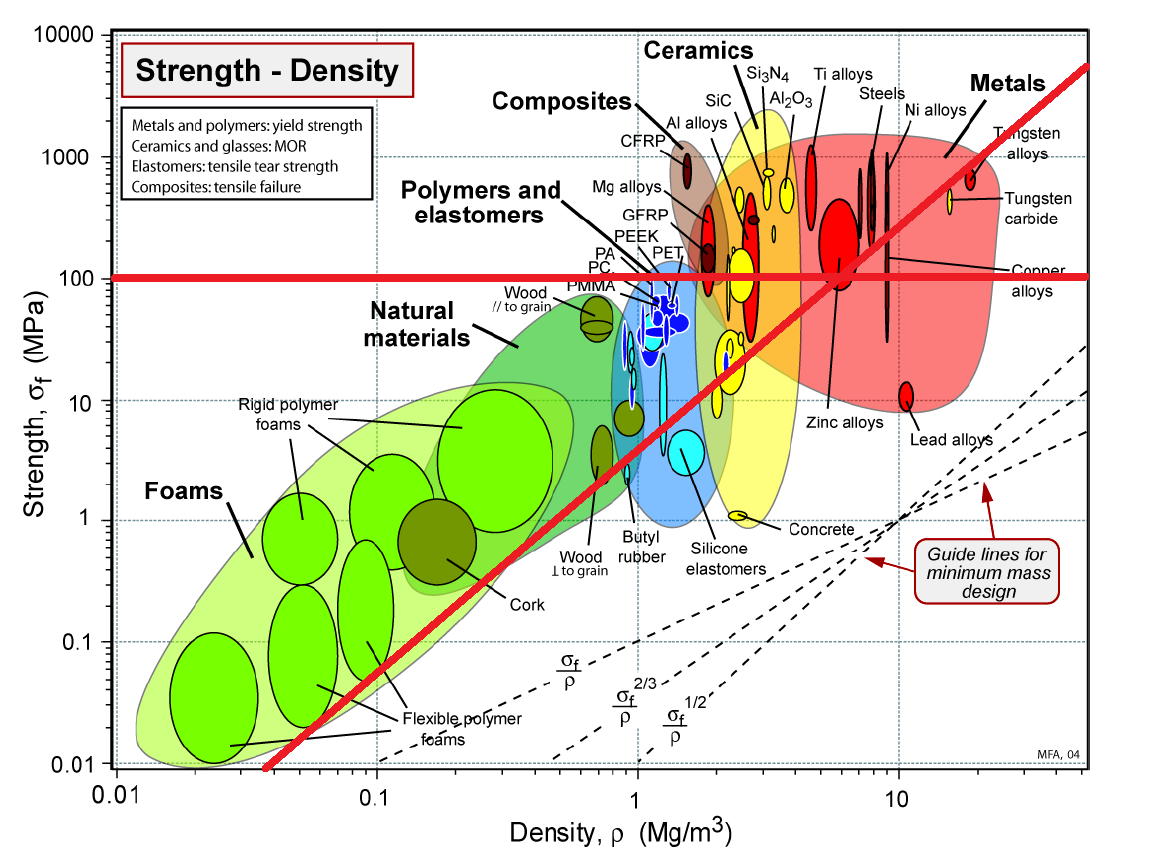 Strength - Density
Metals and polymers: yield strength
Ceramics and glasses: MOR
Elastomers: tensile tear strength
Composites: tensile failure
10000
1000
100
10
1
0.1
0.01
Strength, σf (MPa)
Ceramics
Si3N4
Ti alloys
Composites
SiC
Al2O3
Steels
Metals
Al alloys
Ni alloys
CFRP
Tungsten
alloys
Polymers and
elastomers
Mg alloys
GFRP
PEEK
PA
PET
PC
PMMA
Tungsten
carbide
Copper
alloys
Natural
materials
Wood
// to grain
Rigid polymer
foams
Zinc alloys
Lead alloys
Foams
Butyl
rubber
Silicone
elastomers
Concrete
Wood
⊥ to grain
Cork
Guide lines for
minimum mass
design
Flexible polymer
foams
σf
ρ
σf2/3
ρ
σf1/2
ρ
MFA, 04
0.01
0.1
1
10
Density, ρ (Mg/m3)